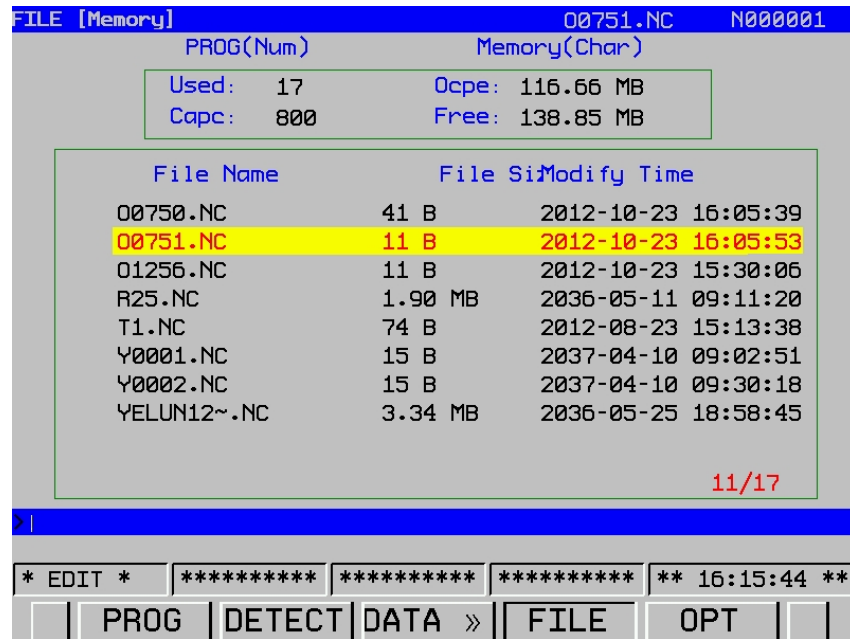 FILE [Memory] O0751.NC N000001
PROG(Num) Memory(Char)
Used: 17 Ocpe: 116.66 MB
Capc: 800 Free: 138.85 MB
File Name File Si Modify Time
O0750.NC 41 B 2012-10-23 16:05:39
O0751.NC 11 B 2012-10-23 16:05:53
O1256.NC 11 B 2012-10-23 15:30:06
R25.NC 1.90 MB 2036-05-11 09:11:20
T1.NC 74 B 2012-08-23 15:13:38
Y0001.NC 15 B 2037-04-10 09:02:51
Y0002.NC 15 B 2037-04-10 09:30:18
YELUN12~.NC 3.34 MB 2036-05-25 18:58:45
11/17
>|
* EDIT * ********** ********** ********** ** 16:15:44 **
PROG DETECT DATA » FILE OPT